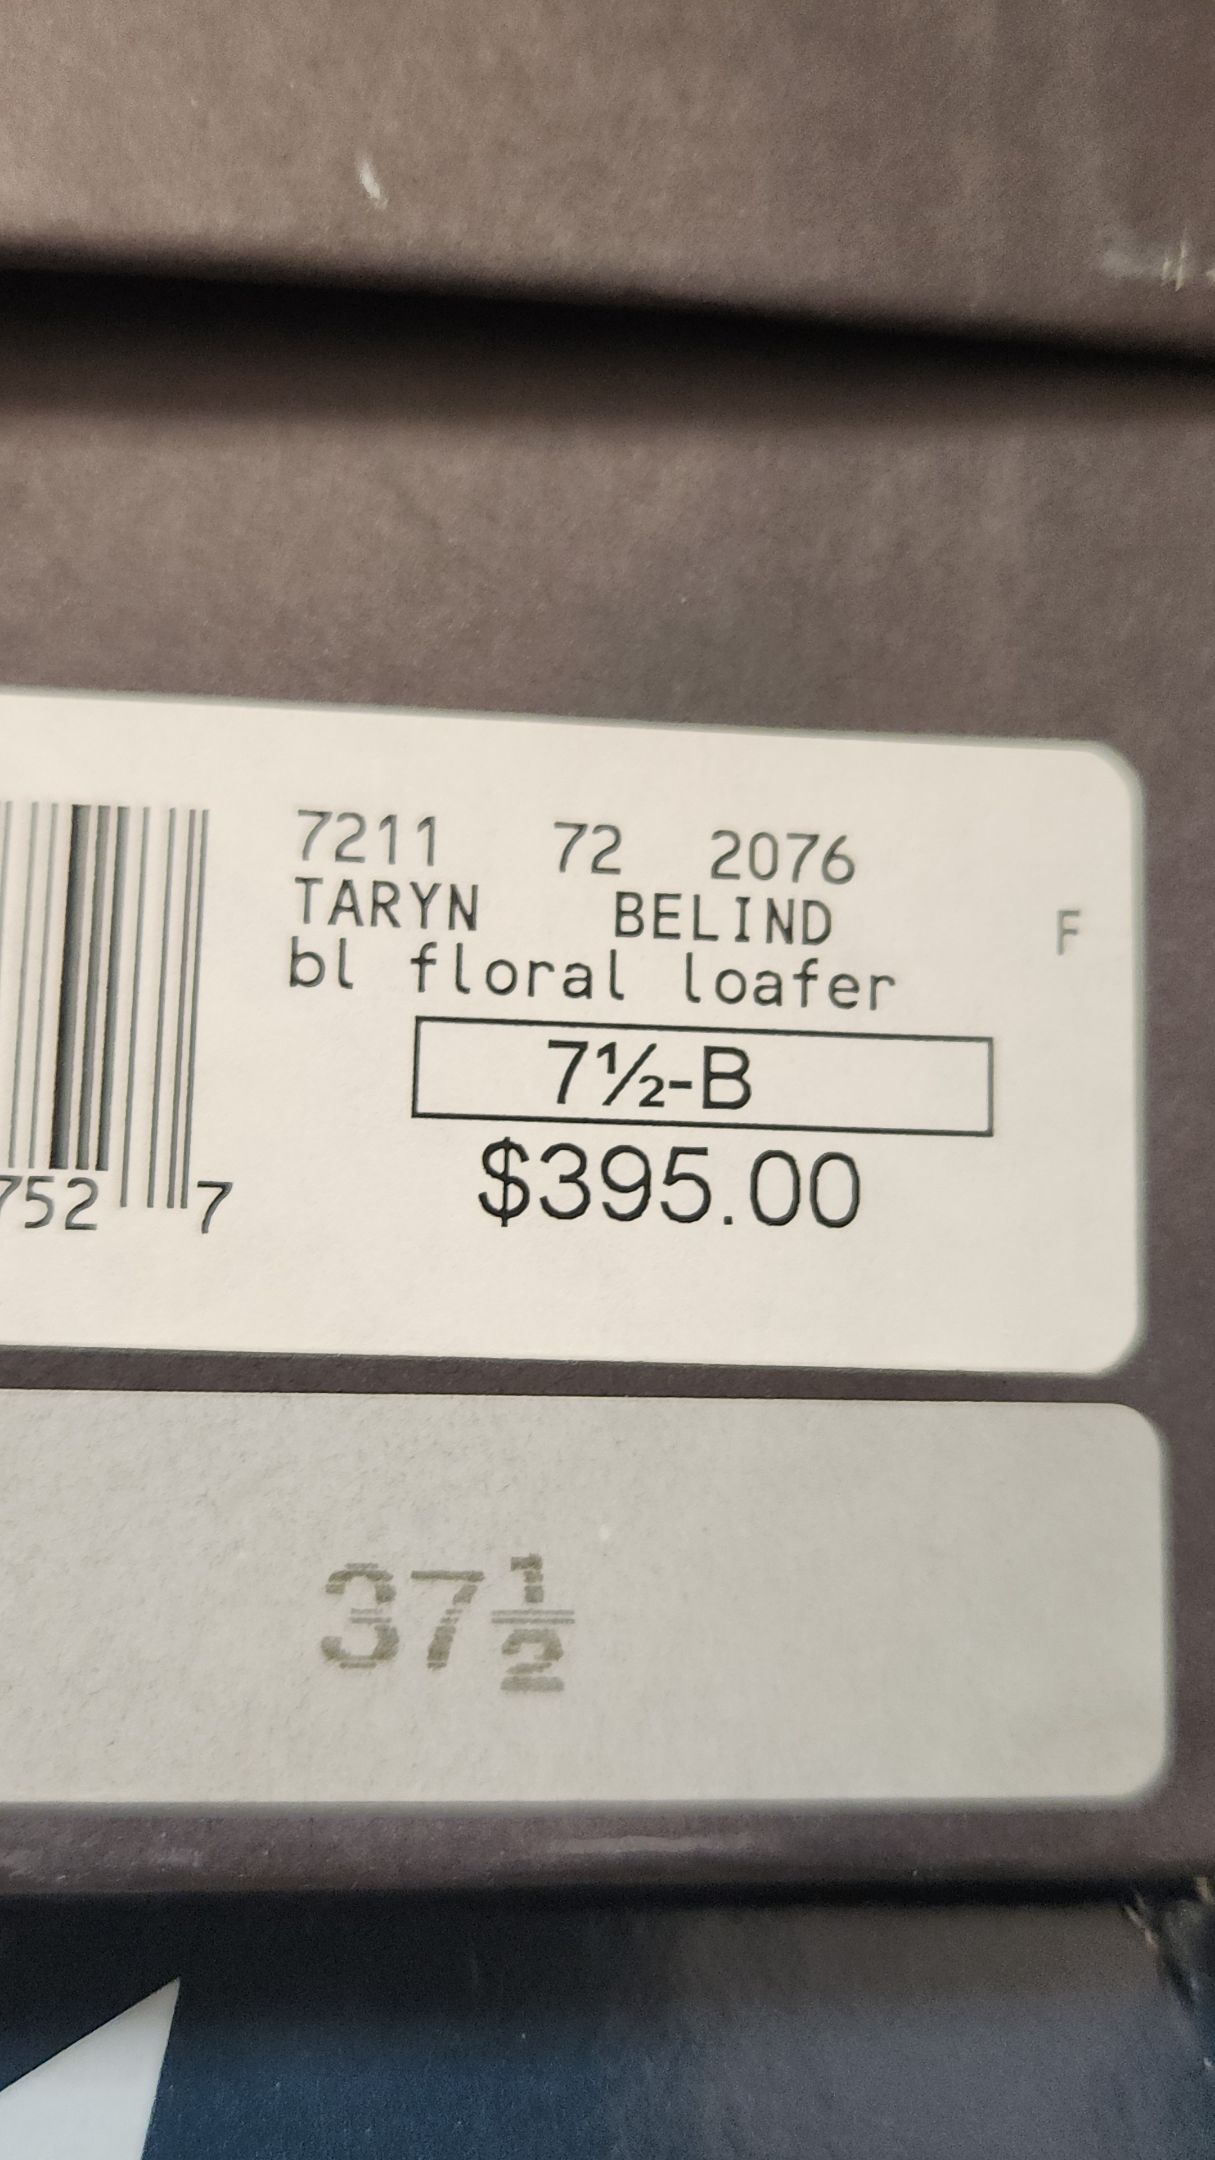 7211 72 2076
TARYN BELIND F
bl floral loafer
7½-B
$395.00
752 7
37½